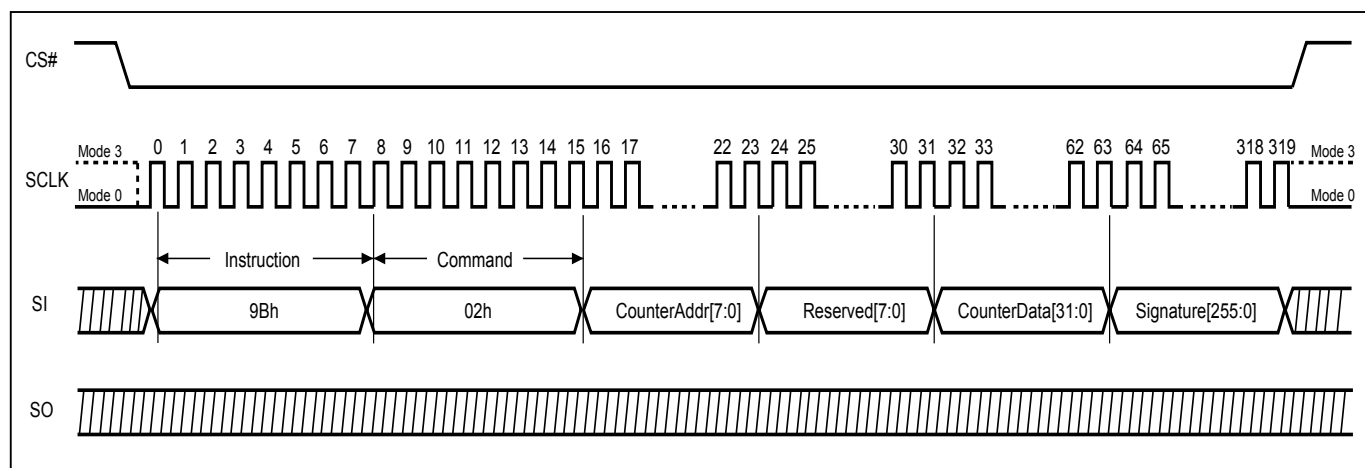 CS#
0 1 2 3 4 5 6 7 8 9 10 11 12 13 14 15 16 17 22 23 24 25 30 31 32 33 62 63 64 65 318 319
Mode 3 Mode 3
SCLK
Mode 0 Mode 0
Instruction Command
SI 9Bh 02h CounterAddr[7:0] Reserved[7:0] CounterData[31:0] Signature[255:0]
SO